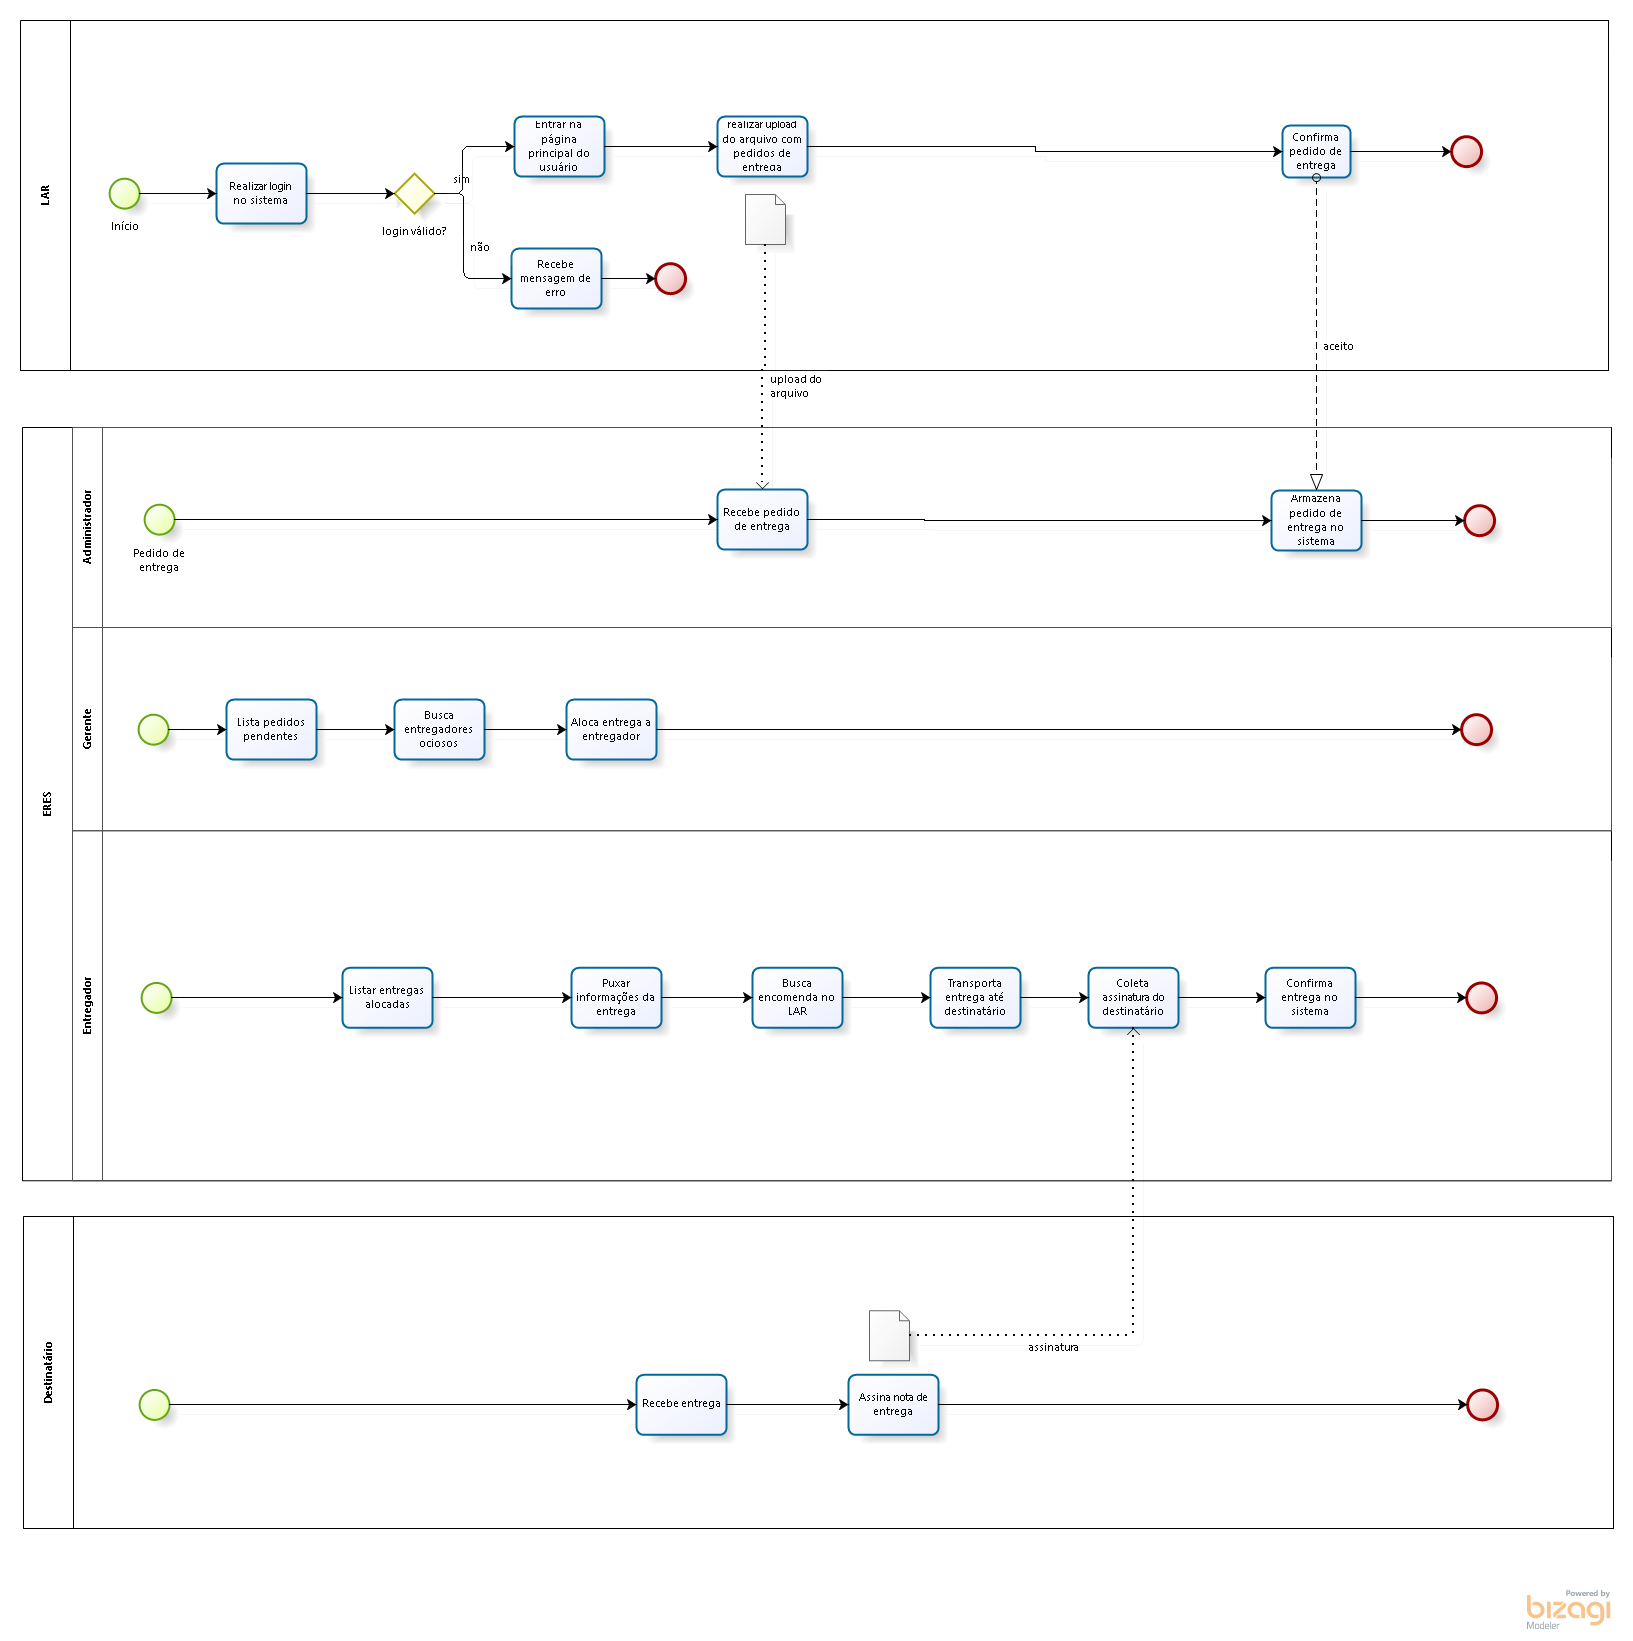 LAR
Início
Realizar login
no sistema
login válido?
sim
não
Entrar na
página
principal do
usuário
realizar upload
do arquivo com
pedidos de
entrega
Recebe
mensagem de
erro
Confirma
pedido de
entrega
aceito
upload do
arquivo
ERES
Administrador
Pedido de
entrega
Recebe pedido
de entrega
Armazena
pedido de
entrega no
sistema
Gerente
Lista pedidos
pendentes
Busca
entregadores
ociosos
Aloca entrega a
entregador
Entregador
Listar entregas
alocadas
Puxar
informações da
entrega
Busca
encomenda no
LAR
Transporta
entrega até
destinatário
Coleta
assinatura do
destinatário
Confirma
entrega no
sistema
Destinatário
assinatura
Recebe entrega
Assina nota de
entrega
Powered by
bizagi
Modeler